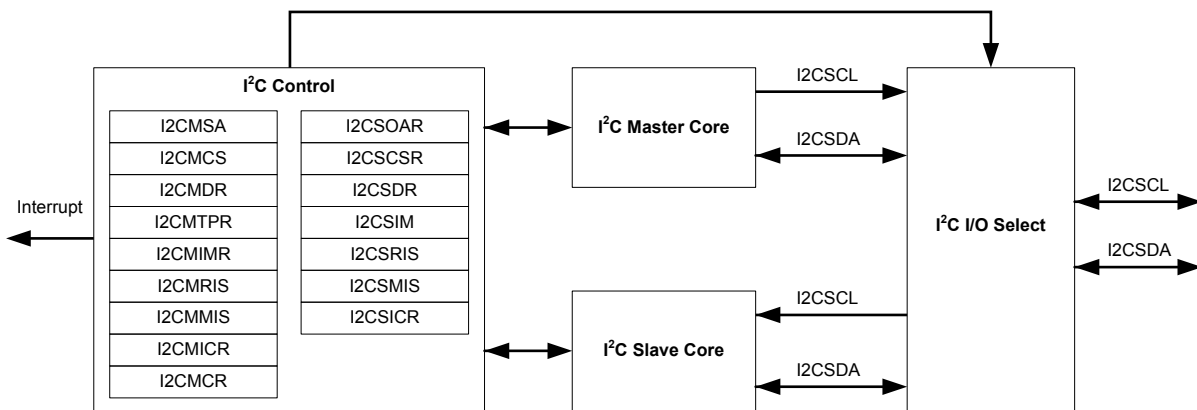 I²C Control
I2CMSA
I2CMCS
I2CMDR
I2CMTPR
I2CMIMR
I2CMRIS
I2CMMIS
I2CMICR
I2CMCR
I2CSOAR
I2CSCSR
I2CSDR
I2CSIM
I2CSRIS
I2CSMIS
I2CSICR
Interrupt
I²C Master Core
I2CSCL
I2CSDA
I²C Slave Core
I2CSCL
I2CSDA
I²C I/O Select
I2CSCL
I2CSDA